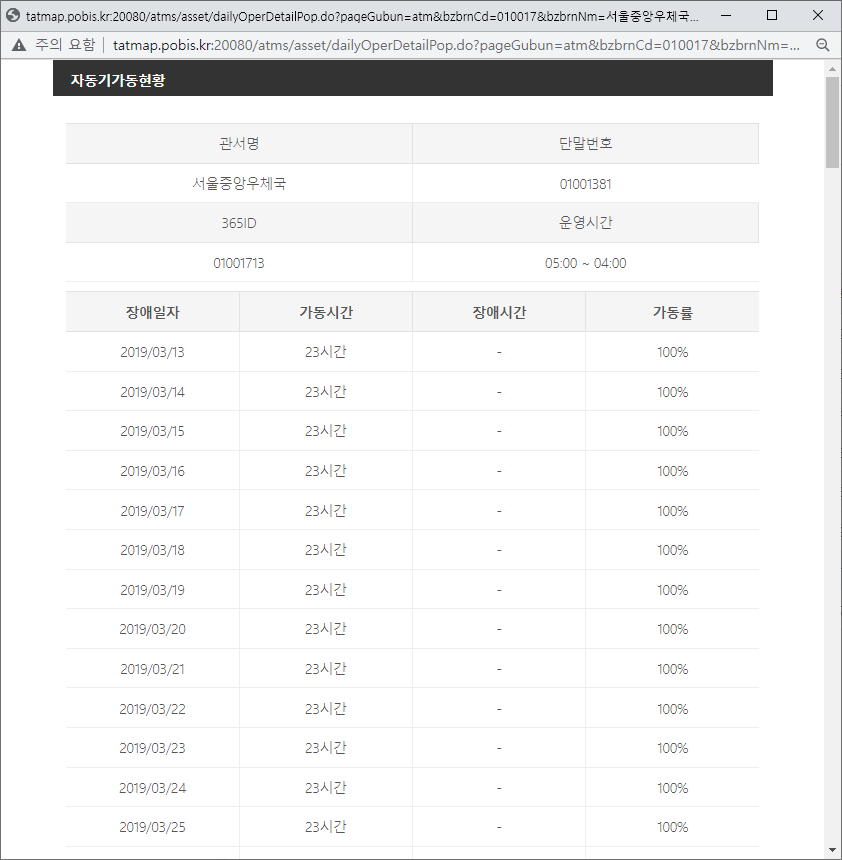 tatmap.pobis.kr:20080/atms/asset/dailyOperDetailPop.do?pageGubun=atm&bzbrnCd=010017&bzbrnNm=서울중앙우체국...
주의 요함 | tatmap.pobis.kr:20080/atms/asset/dailyOperDetailPop.do?pageGubun=atm&bzbrnCd=010017&bzbrnNm=...
자동기가동현황
관서명 단말번호
서울중앙우체국 01001381
365ID 운영시간
01001713 05:00 ~ 04:00
장애일자 가동시간 장애시간 가동률
2019/03/13 23시간 - 100%
2019/03/14 23시간 - 100%
2019/03/15 23시간 - 100%
2019/03/16 23시간 - 100%
2019/03/17 23시간 - 100%
2019/03/18 23시간 - 100%
2019/03/19 23시간 - 100%
2019/03/20 23시간 - 100%
2019/03/21 23시간 - 100%
2019/03/22 23시간 - 100%
2019/03/23 23시간 - 100%
2019/03/24 23시간 - 100%
2019/03/25 23시간 - 100%